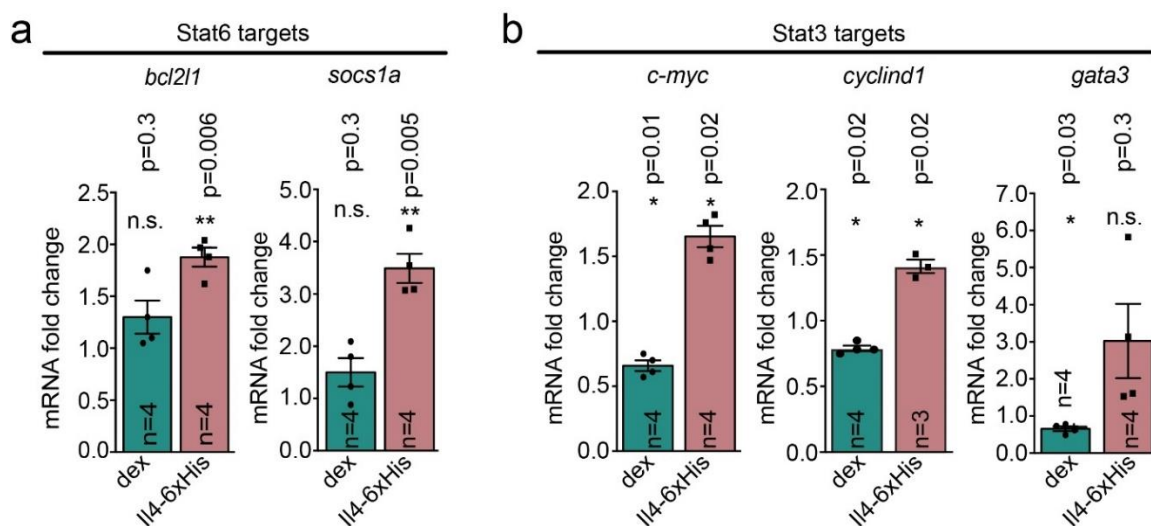 a
Stat6 targets
bcl2l1
socs1a
p=0.3
p=0.006
p=0.3
p=0.005
mRNA fold change
2.5
2.0
1.5
1.0
0.5
0.0
n.s.
**
n=4
n=4
dex
Il4-6xHis
mRNA fold change
5.0
4.0
3.0
2.0
1.0
0.0
n.s.
**
n=4
n=4
dex
Il4-6xHis
b
Stat3 targets
c-myc
cyclind1
gata3
p=0.01
p=0.02
p=0.02
p=0.02
p=0.03
p=0.3
mRNA fold change
2.0
1.5
1.0
0.5
0.0
*
*
n=4
n=4
dex
Il4-6xHis
mRNA fold change
2.0
1.5
1.0
0.0
*
*
n=4
n=3
dex
Il4-6xHis
mRNA fold change
7.0
6.0
5.0
4.0
3.0
2.0
1.0
0.0
*
n.s.
n=4
n=4
dex
Il4-6xHis